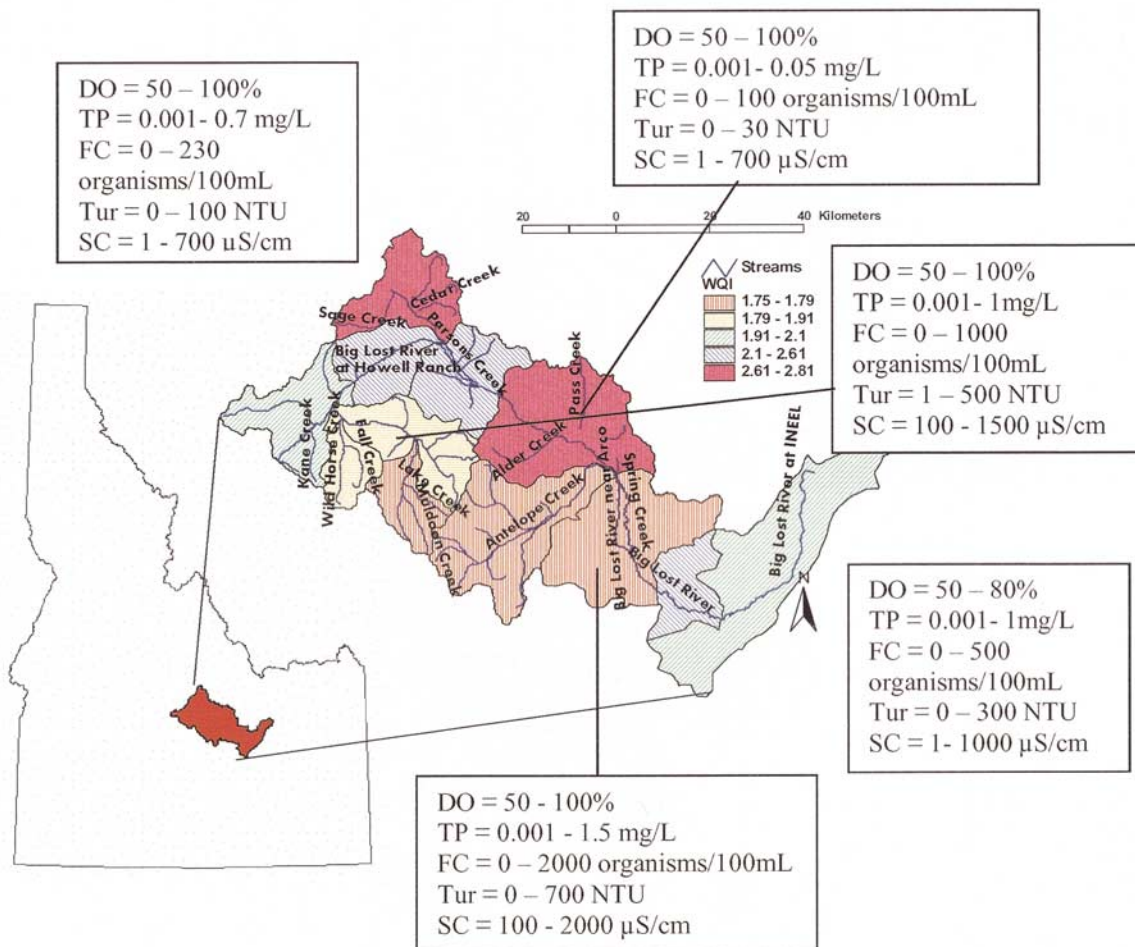 DO = 50 – 100%
TP = 0.001- 0.05 mg/L
FC = 0 – 100 organisms/100mL
Tur = 0 – 30 NTU
SC = 1 - 700 µS/cm
DO = 50 – 100%
TP = 0.001- 0.7 mg/L
FC = 0 – 230
organisms/100mL
Tur = 0 – 100 NTU
SC = 1 - 700 µS/cm
20 0 20 40 Kilometers
Streams
WQI
1.75 - 1.79
1.79 - 1.91
1.91 - 2.1
2.1 - 2.61
2.61 - 2.81
DO = 50 – 100%
TP = 0.001- 1mg/L
FC = 0 – 1000
organisms/100mL
Tur = 1 – 500 NTU
SC = 100 - 1500 µS/cm
Cedar Creek
Sage Creek
Parsons Creek
Big Lost River
at Howell Ranch
Pass Creek
Kane Creek
Wild Horse Creek
Fall Creek
Lake Creek
Muldoen Creek
Alder Creek
Antelope Creek
Big Lost River near Arco
Spring Creek
Big Lost River
Big Lost River at INEEL
N
DO = 50 – 80%
TP = 0.001- 1mg/L
FC = 0 – 500
organisms/100mL
Tur = 0 – 300 NTU
SC = 1- 1000 µS/cm
DO = 50 - 100%
TP = 0.001 - 1.5 mg/L
FC = 0 – 2000 organisms/100mL
Tur = 0 – 700 NTU
SC = 100 - 2000 µS/cm